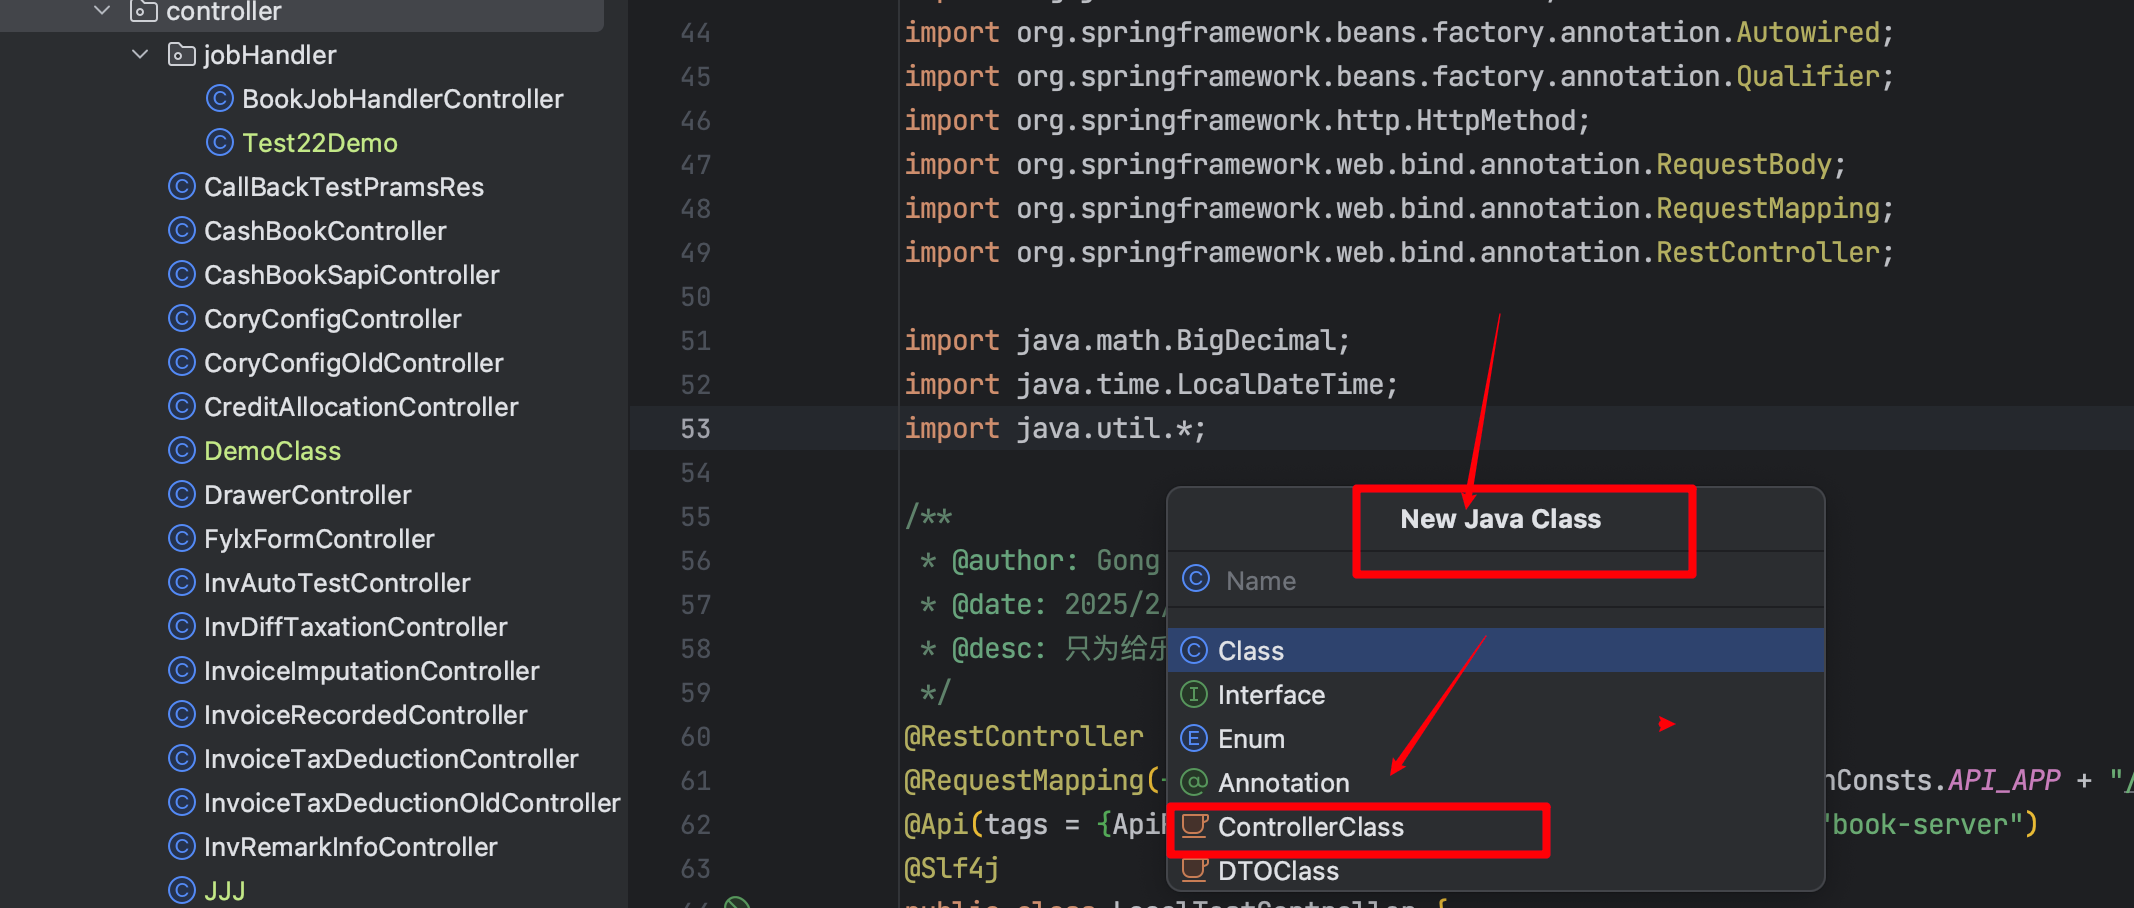 controller
jobHandler
BookJobHandlerController
Test22Demo
CallBackTestPramsRes
CashBookController
CashBookSapiController
CoryConfigController
CoryConfigOldController
CreditAllocationController
DemoClass
DrawerController
FylxFormController
InvAutoTestController
InvDiffTaxationController
InvoiceImputationController
InvoiceRecordedController
InvoiceTaxDeductionController
InvoiceTaxDeductionOldController
InvRemarkInfoController
JJJ
44 import org.springframework.beans.factory.annotation.Autowired;
45 import org.springframework.beans.factory.annotation.Qualifier;
46 import org.springframework.http.HttpMethod;
47 import org.springframework.web.bind.annotation.RequestBody;
48 import org.springframework.web.bind.annotation.RequestMapping;
49 import org.springframework.web.bind.annotation.RestController;
50
51 import java.math.BigDecimal;
52 import java.time.LocalDateTime;
53 import java.util.*;
54
55 /**
56 * @author: Gong
57 * @date: 2025/2/
58 * @desc: 只为给乐
59 */
60 @RestController
61 @RequestMapping( nConsts.API_APP + "/
62 @Api(tags = {Api "book-server")
63 @Slf4j
public class LocalTestController {
New Java Class
Name
Class
Interface
Enum
Annotation
ControllerClass
DTOClass